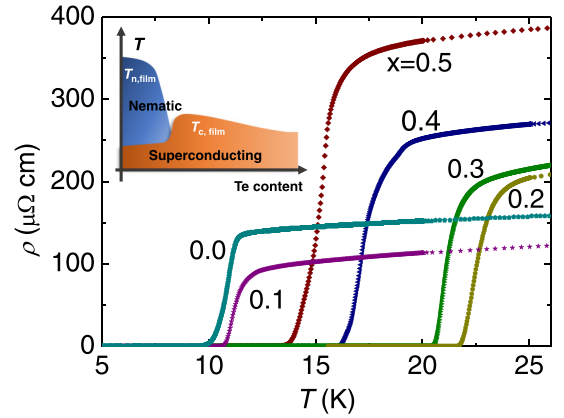 400
300
200
100
0
ρ (μΩ cm)
T
Tn,film
Nematic
Tc, film
Superconducting
Te content
x=0.5
0.4
0.3
0.2
0.0
0.1
5
10
15
20
25
T (K)